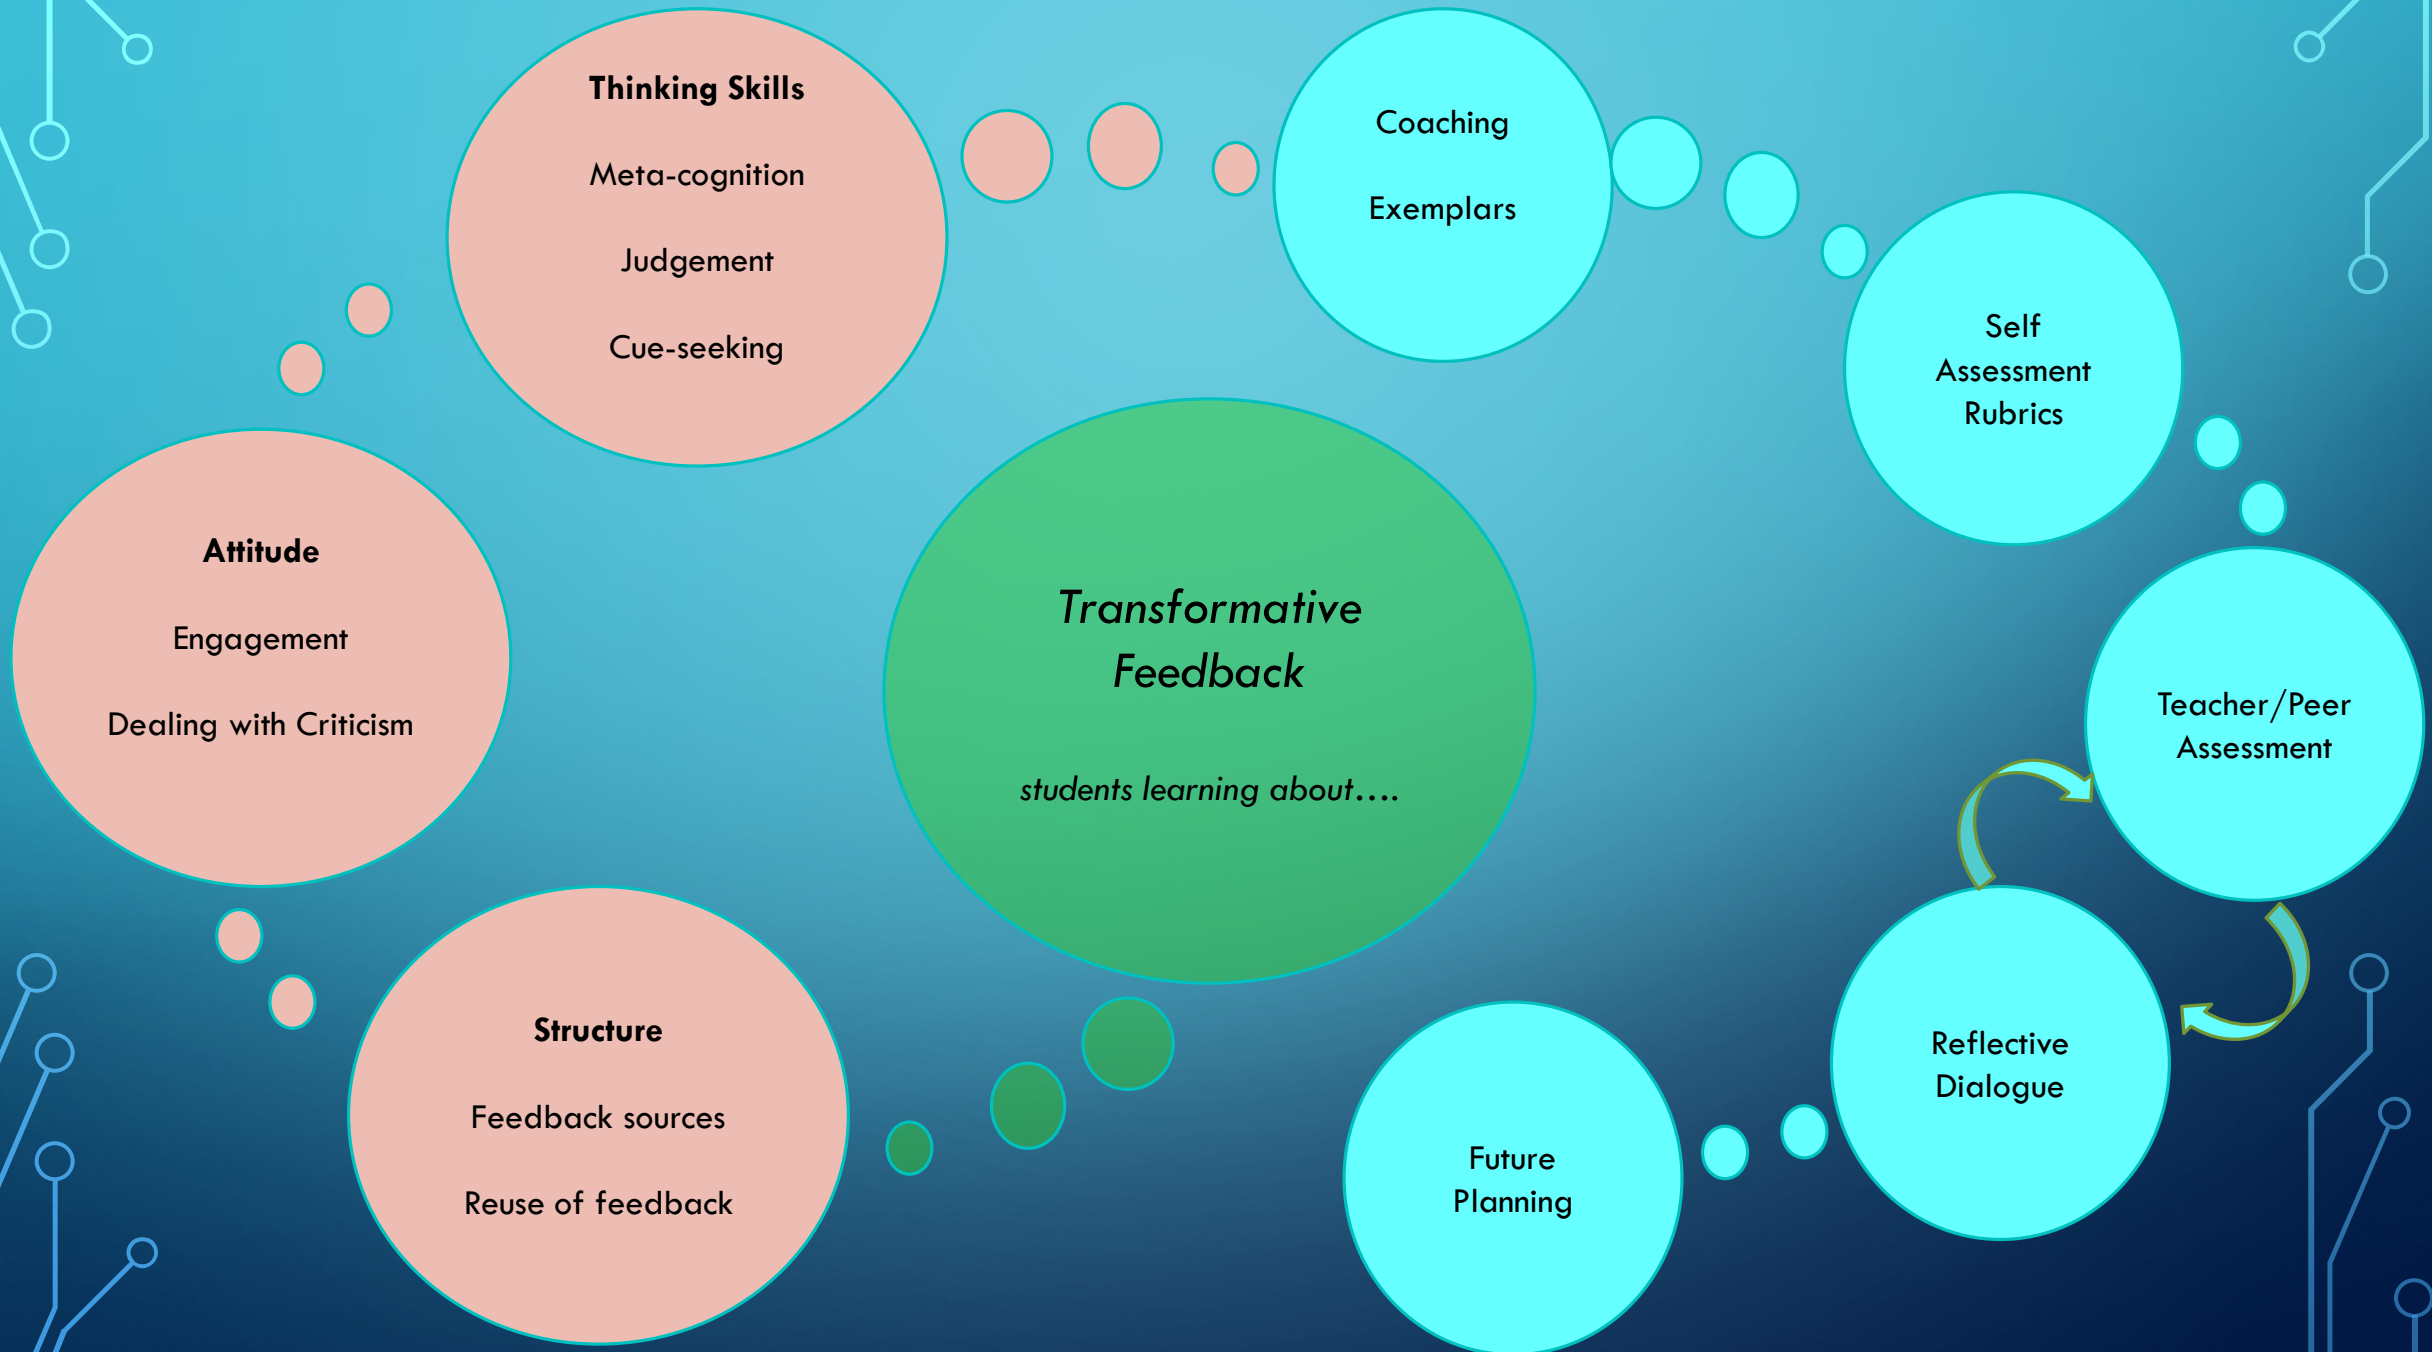 Thinking Skills
Meta-cognition
Judgement
Cue-seeking
Coaching
Exemplars
Self
Assessment
Rubrics
Attitude
Engagement
Dealing with Criticism
Transformative
Feedback
students learning about....
Teacher/Peer
Assessment
Structure
Feedback sources
Reuse of feedback
Reflective
Dialogue
Future
Planning